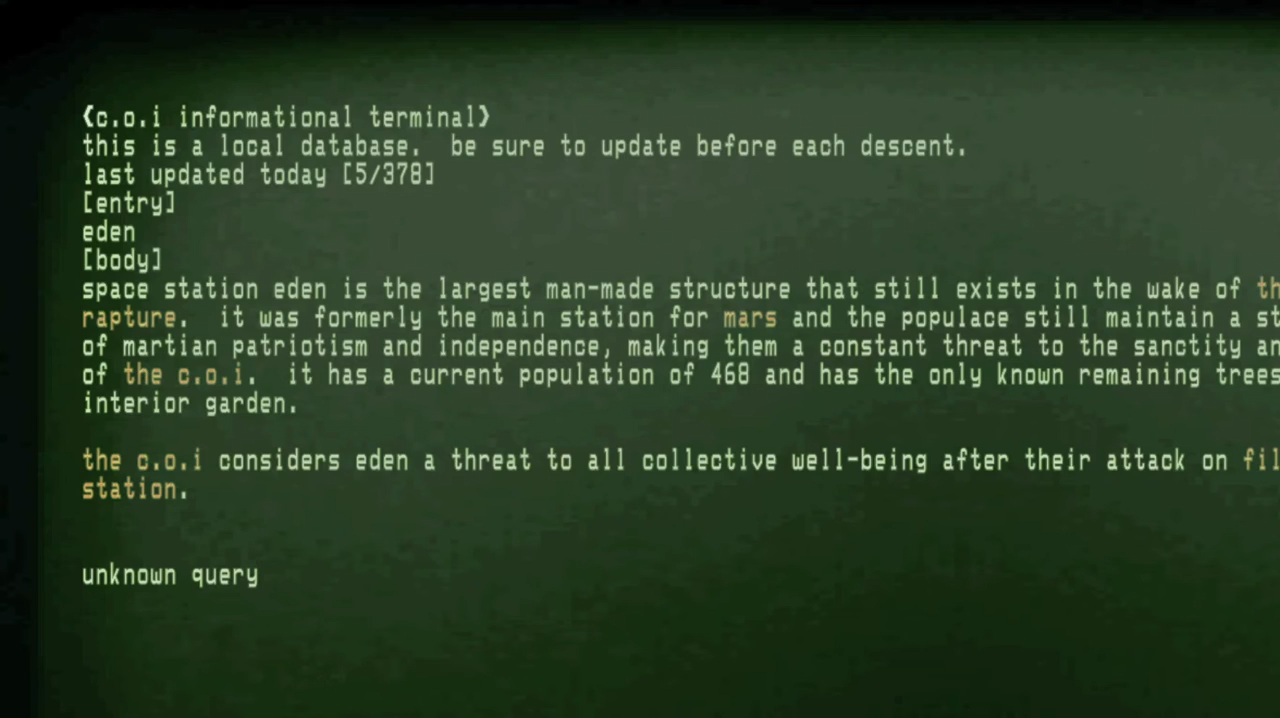 <c.o.i informational terminal>
this is a local database. be sure to update before each descent.
last updated today [5/378]
[entry]
eden
[body]
space station eden is the largest man-made structure that still exists in the wake of
rapture. it was formerly the main station for mars and the populace still maintain a
of martian patriotism and independence, making them a constant threat to the sanctity
of the c.o.i. it has a current population of 468 and has the only known remaining trees
interior garden.
the c.o.i considers eden a threat to all collective well-being after their attack on
station.
unknown query